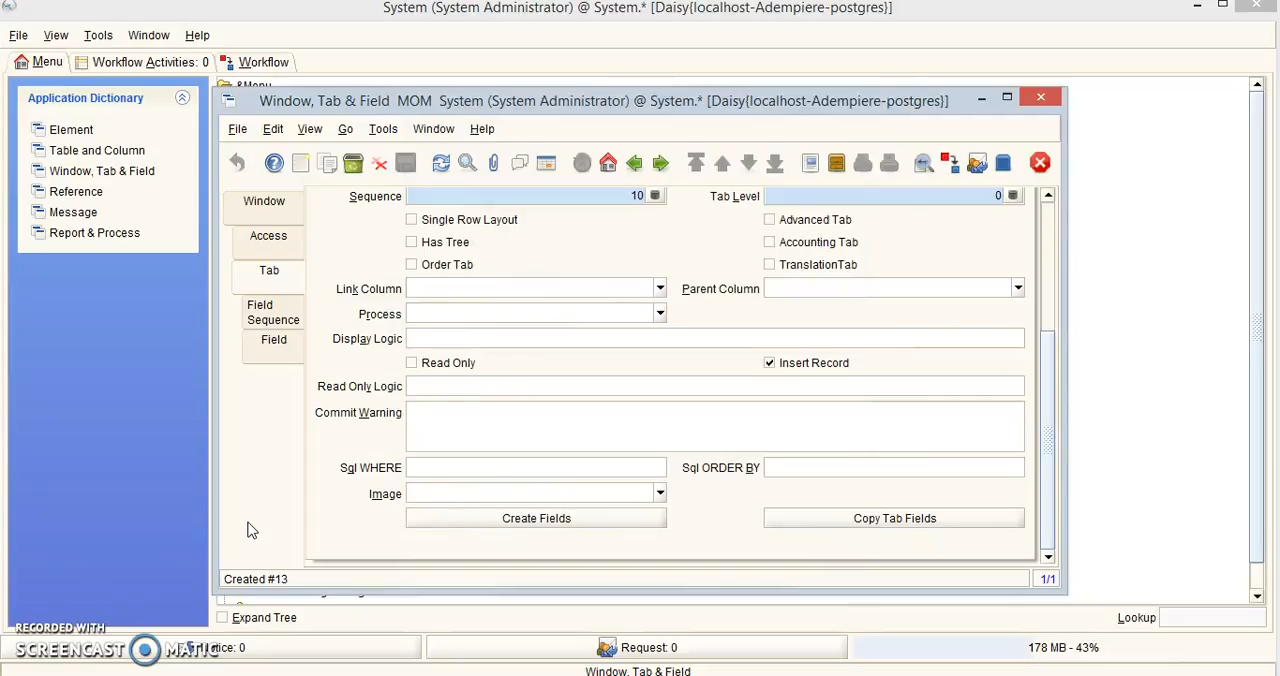 System (System Administrator) @ System.* [Daisy{localhost-Adempiere-postgres}]
File View Tools Window Help
Menu Workflow Activities: 0 Workflow
Application Dictionary
Element
Table and Column
Window, Tab & Field
Reference
Message
Report & Process
Window, Tab & Field MOM System (System Administrator) @ System.* [Daisy{localhost-Adempiere-postgres}]
File Edit View Go Tools Window Help
Window
Access
Tab
Field
Sequence
Field
Sequence 10 Tab Level 0
Single Row Layout Advanced Tab
Has Tree Accounting Tab
Order Tab TranslationTab
Link Column Parent Column
Process
Display Logic
Read Only Insert Record
Read Only Logic
Commit Warning
Sql WHERE Sql ORDER BY
Image
Create Fields Copy Tab Fields
Created #13 1/1
Expand Tree Lookup
RECORDED WITH
SCREENCAST MATIC
Request: 0 178 MB - 43%
Window, Tab & Field